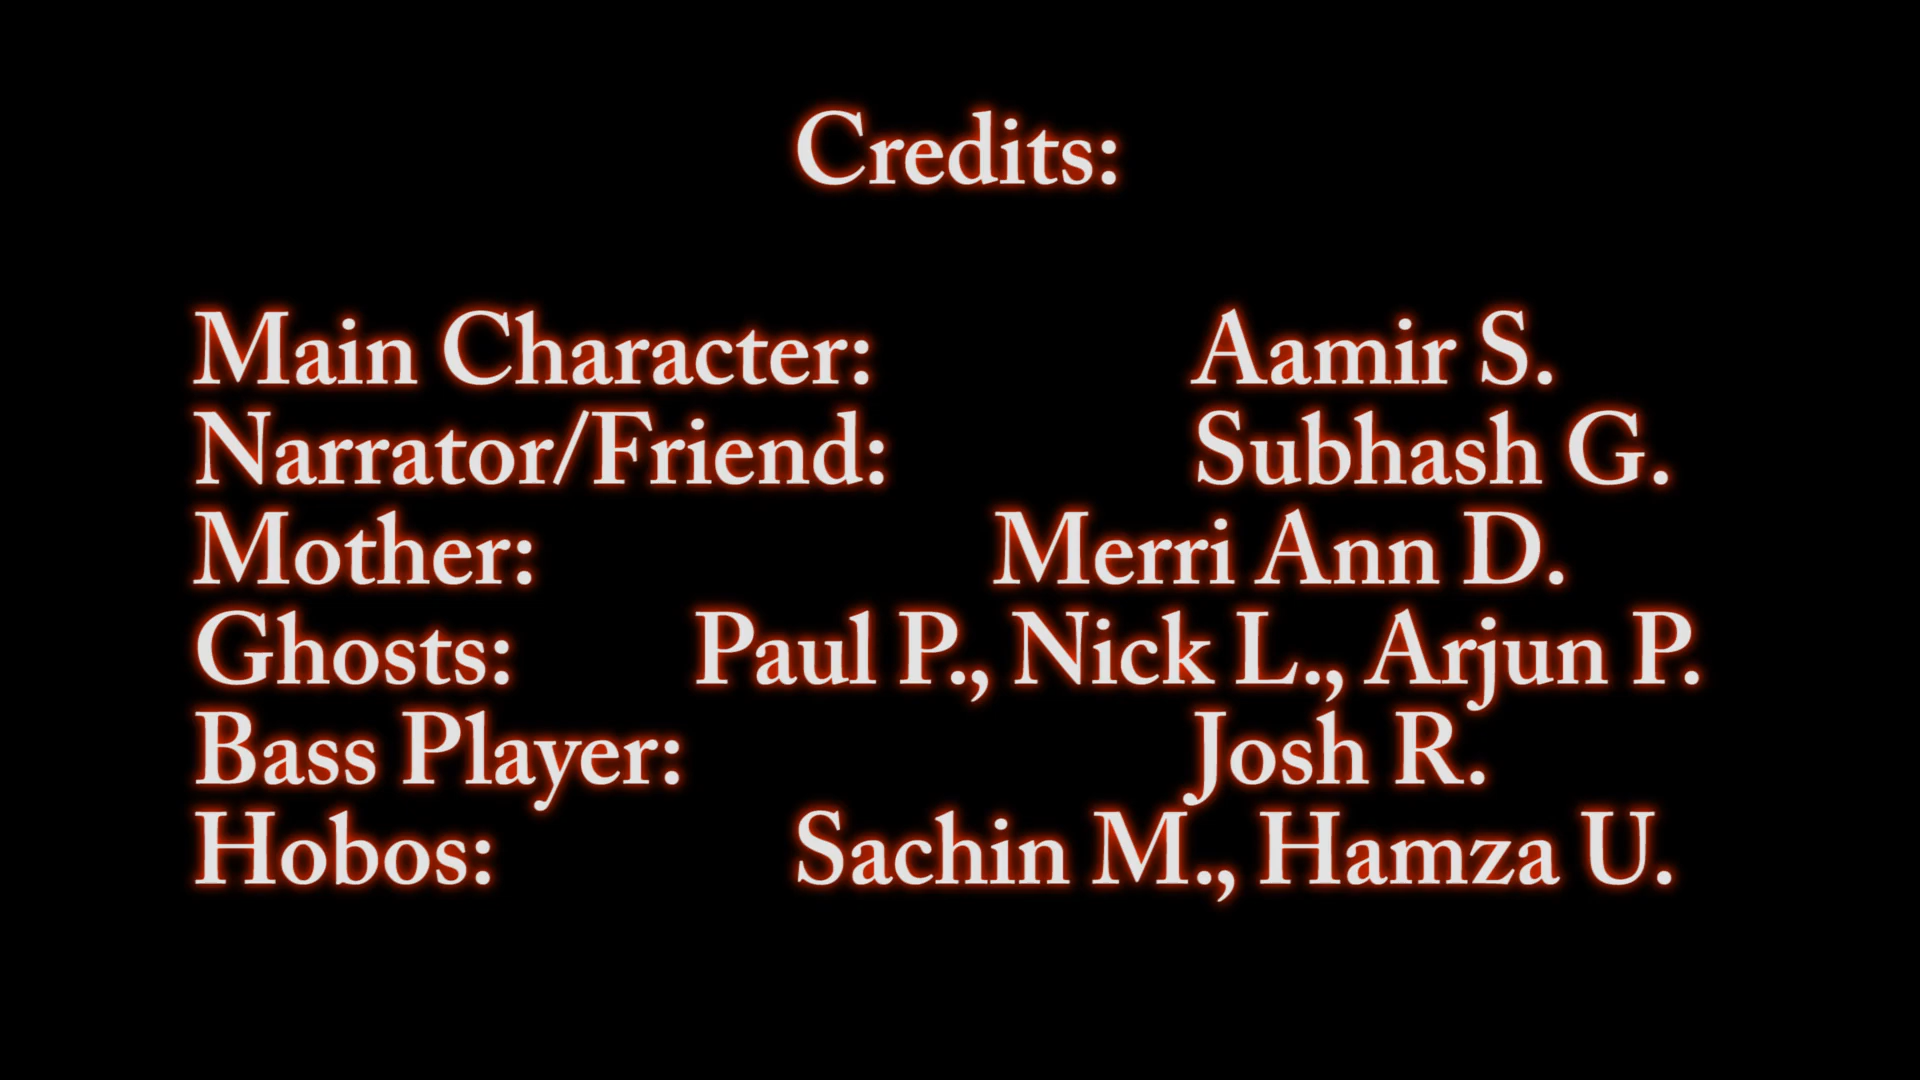 Credits:
Main Character: Aamir S.
Narrator/Friend: Subhash G.
Mother: Merri Ann D.
Ghosts: Paul P., Nick L., Arjun P.
Bass Player: Josh R.
Hobos: Sachin M., Hamza U.